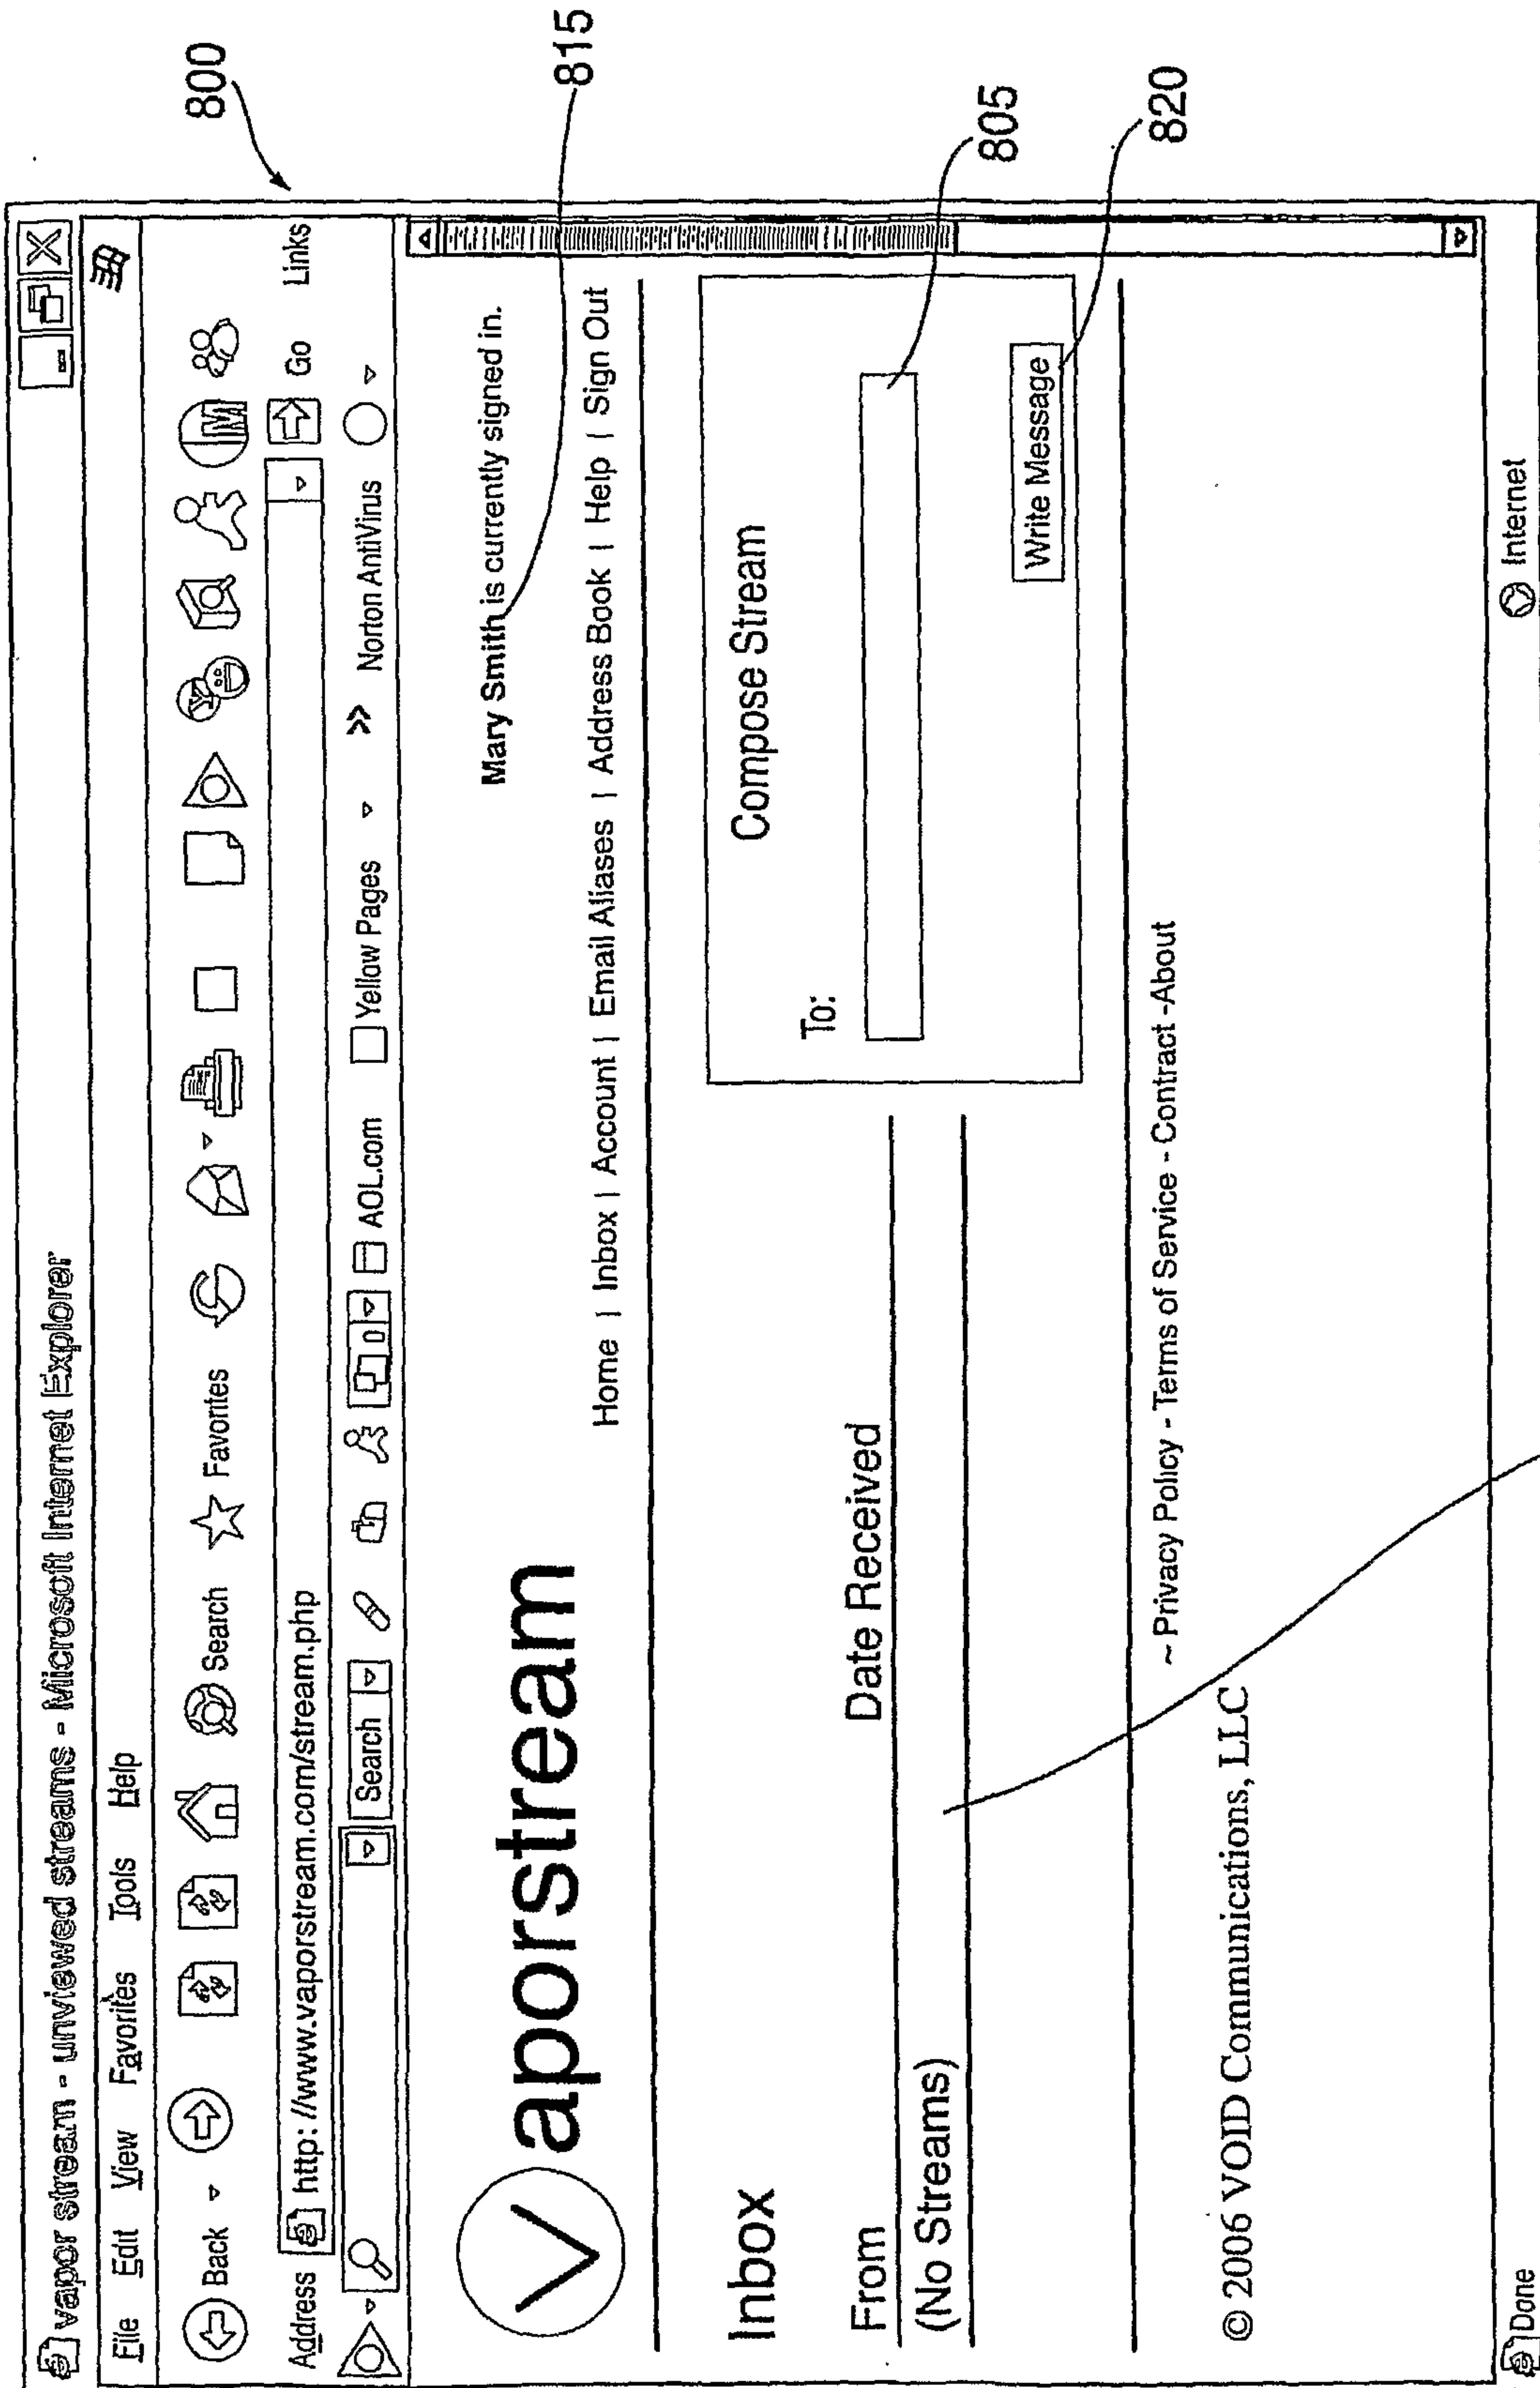 800
815
805
820
vapor stream - unviewed streams - Microsoft Internet Explorer
File Edit View Favorites Tools Help
Back Search Favorites
Address http: //www.vaporstream.com/stream.php Go Links
Search AOL.com Yellow Pages » Norton AntiVirus
Vaporstream
Mary Smith is currently signed in.
Home | Inbox | Account | Email Aliases | Address Book | Help | Sign Out
Inbox
From Date Received
(No Streams)
Compose Stream
To:
Write Message
~ Privacy Policy - Terms of Service - Contract -About
© 2006 VOID Communications, LLC
Done Internet